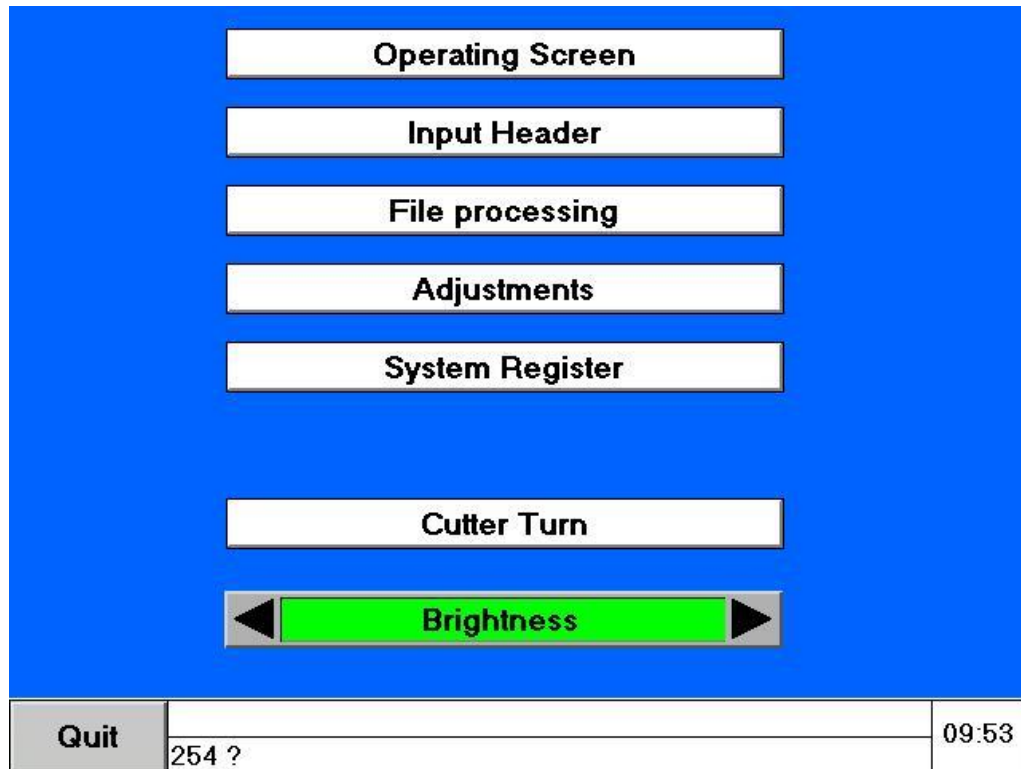 Operating Screen
Input Header
File processing
Adjustments
System Register
Cutter Turn
Brightness
Quit
254 ?
09:53